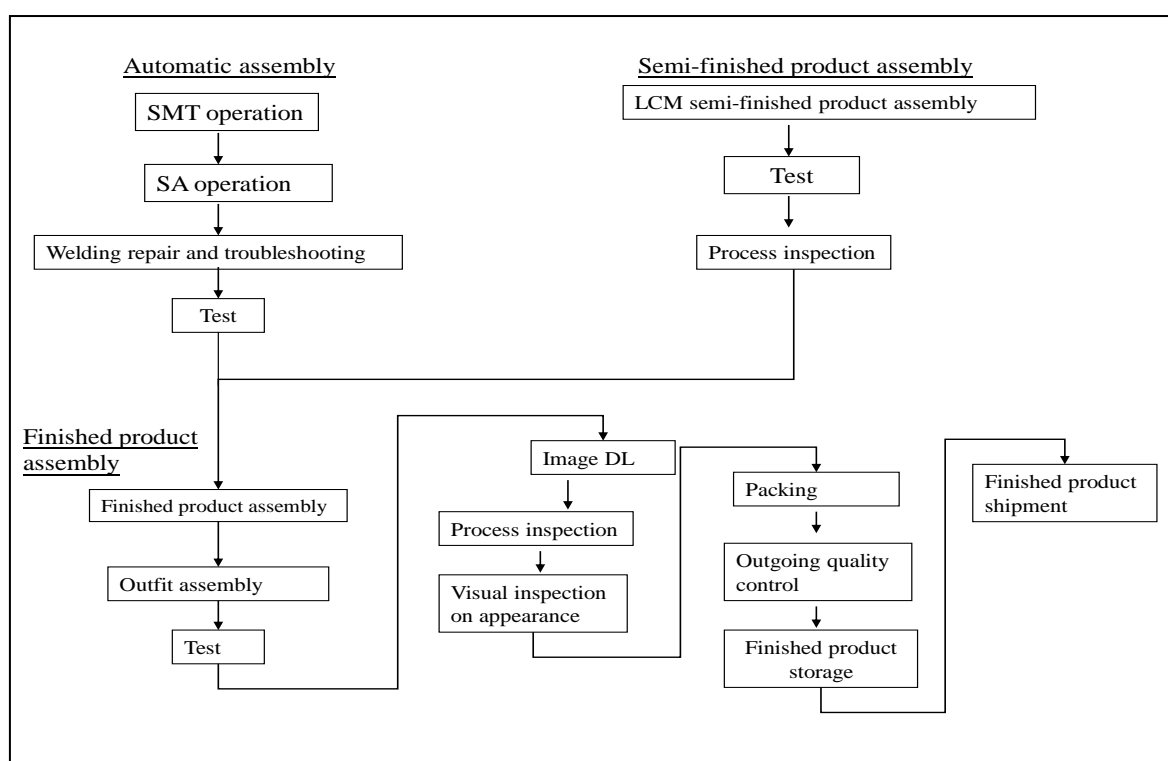 Automatic assembly
SMT operation
SA operation
Welding repair and troubleshooting
Test
Semi-finished product assembly
LCM semi-finished product assembly
Test
Process inspection
Finished product
assembly
Finished product assembly
Outfit assembly
Test
Image DL
Process inspection
Visual inspection
on appearance
Packing
Outgoing quality
control
Finished product
storage
Finished product
shipment